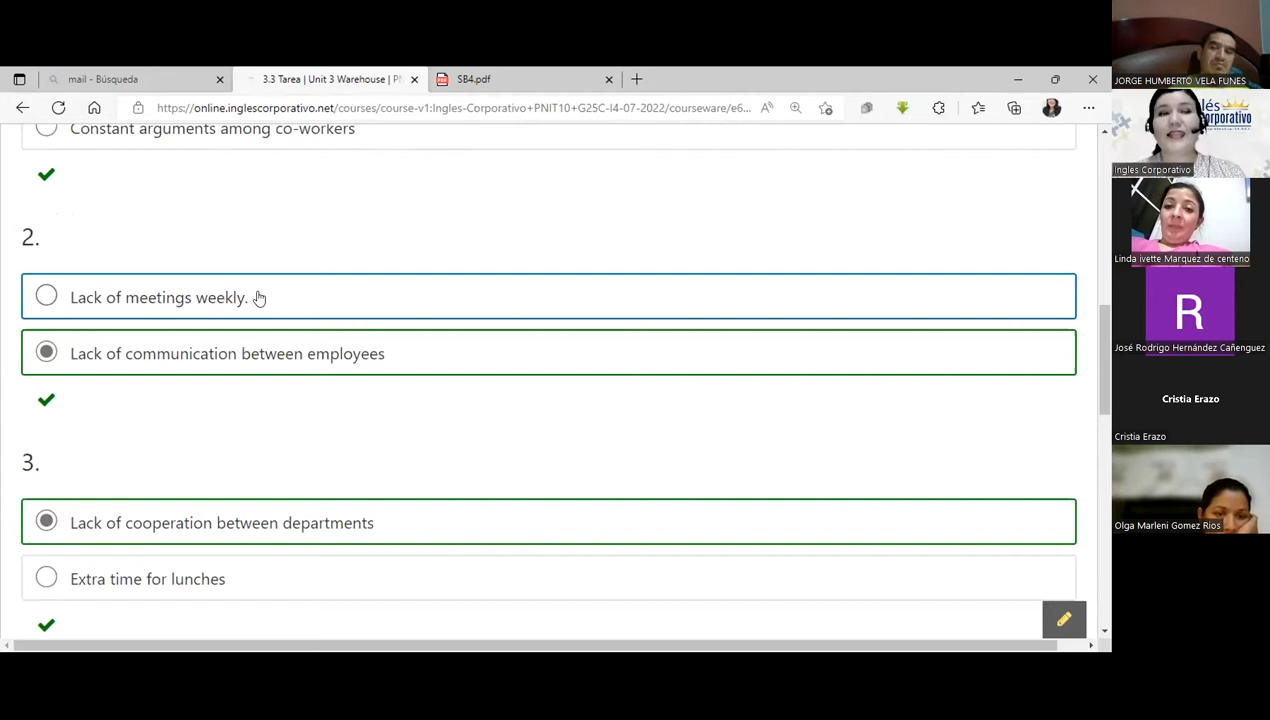 mail - Búsqueda
3.3 Tarea | Unit 3 Warehouse |
SB4.pdf
https://online.inglescorporativo.net/courses/course-v1:Ingles-Corporativo+PNIT10+G25C-I4-07-2022/courseware/e6...
Constant arguments among co-workers
2.
Lack of meetings weekly.
Lack of communication between employees
3.
Lack of cooperation between departments
Extra time for lunches
JORGE HUMBERTO VELA FUNES
Ingles Corporativo
Linda ivette Marquez de centeno
R
José Rodrigo Hernández Cañenguez
Cristia Erazo
Cristia Erazo
Olga Marleni Gomez Rios